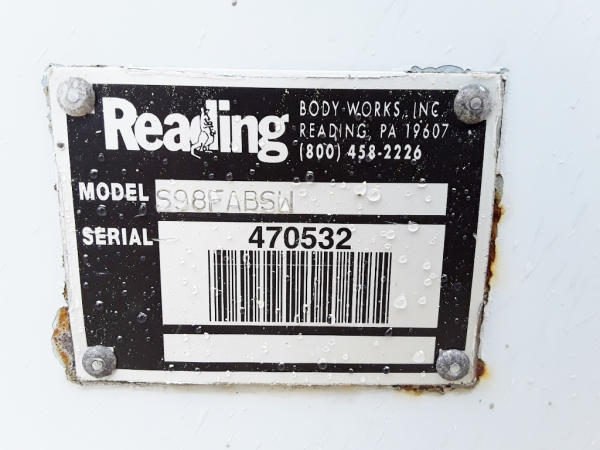 Reading
BODY WORKS, INC.
READING, PA 19607
(800) 458-2226
MODEL S98FABSW
SERIAL 470532